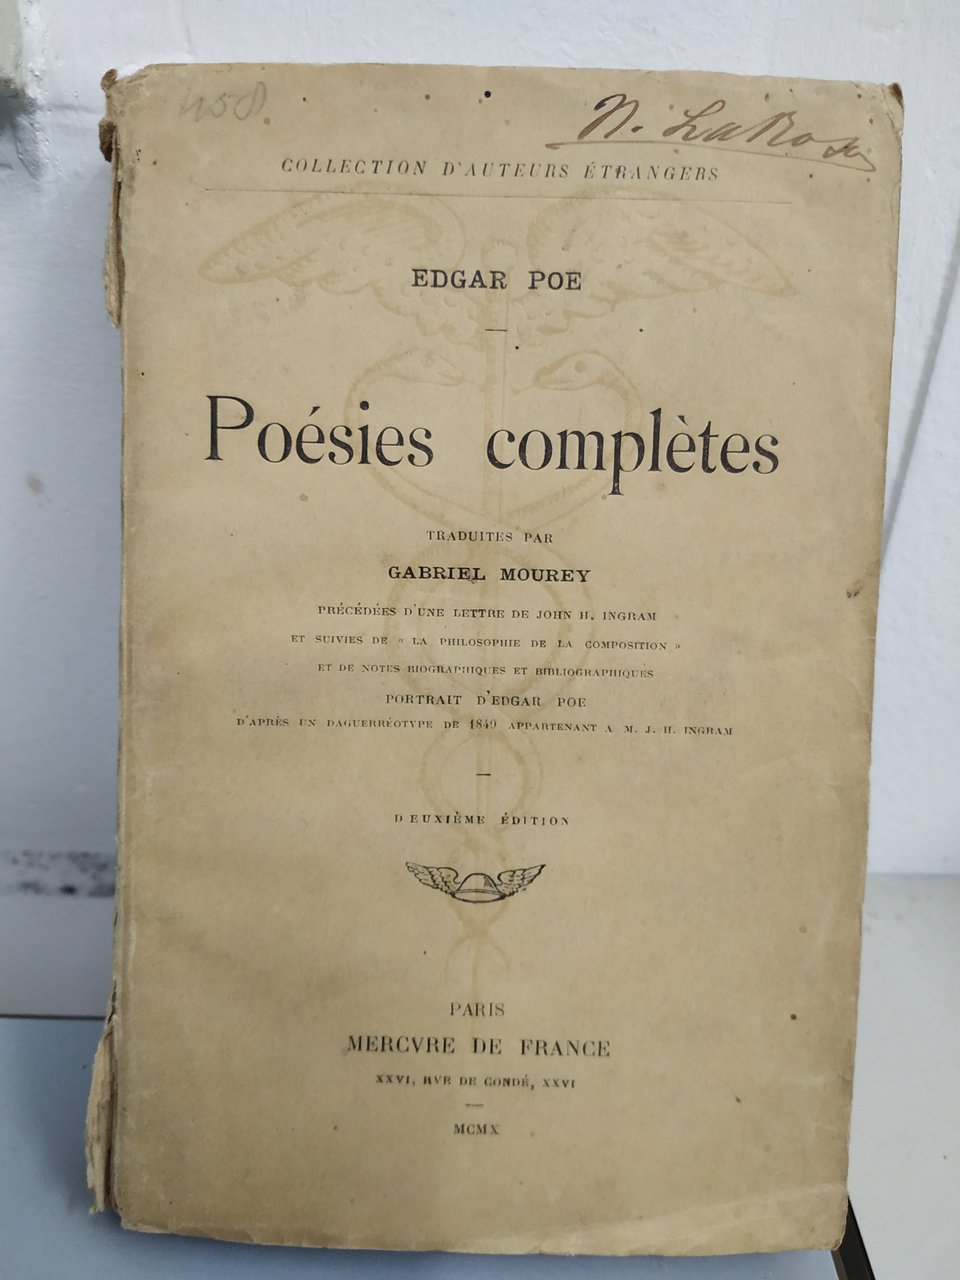 458
N. LaRosa
COLLECTION D'AUTEURS ÉTRANGERS
EDGAR POE
Poésies complètes
TRADUITES PAR
GABRIEL MOUREY
PRÉCÉDÉES D'UNE LETTRE DE JOHN H. INGRAM
ET SUIVIES DE « LA PHILOSOPHIE DE LA COMPOSITION »
ET DE NOTES BIOGRAPHIQUES ET BIBLIOGRAPHIQUES
PORTRAIT D'EDGAR POE
D'APRÈS UN DAGUERRÉOTYPE DE 1849 APPARTENANT A M. J. H. INGRAM
DEUXIÈME ÉDITION
PARIS
MERCVRE DE FRANCE
XXVI, RVE DE CONDÉ, XXVI
MCMX